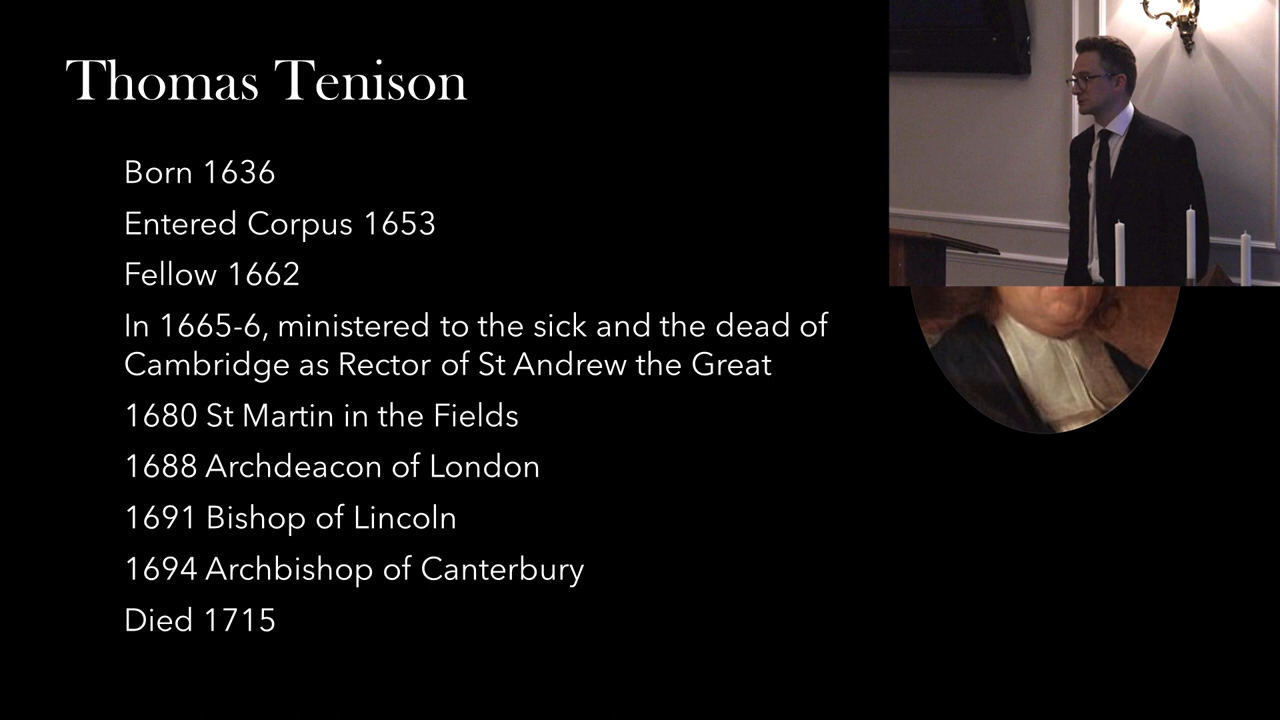 Thomas Tenison
Born 1636
Entered Corpus 1653
Fellow 1662
In 1665-6, ministered to the sick and the dead of
Cambridge as Rector of St Andrew the Great
1680 St Martin in the Fields
1688 Archdeacon of London
1691 Bishop of Lincoln
1694 Archbishop of Canterbury
Died 1715